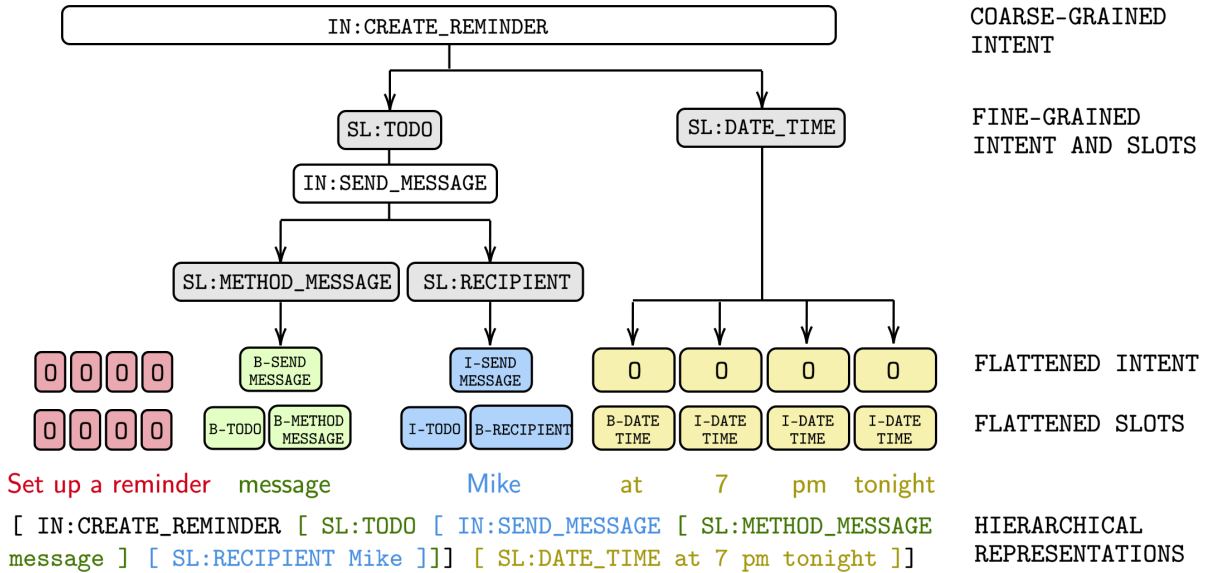 IN:CREATE_REMINDER
COARSE-GRAINED
INTENT
SL:TODO
SL:DATE_TIME
FINE-GRAINED
INTENT AND SLOTS
IN:SEND_MESSAGE
SL:METHOD_MESSAGE
SL:RECIPIENT
O O O O
B-SEND
MESSAGE
I-SEND
MESSAGE
O O O O
FLATTENED INTENT
O O O O
B-TODO
B-METHOD
MESSAGE
I-TODO
B-RECIPIENT
B-DATE
TIME
I-DATE
TIME
I-DATE
TIME
I-DATE
TIME
FLATTENED SLOTS
Set up a reminder message Mike at 7 pm tonight
[ IN:CREATE_REMINDER [ SL:TODO [ IN:SEND_MESSAGE [ SL:METHOD_MESSAGE
message ] [ SL:RECIPIENT Mike ]]] [ SL:DATE_TIME at 7 pm tonight ]]
HIERARCHICAL
REPRESENTATIONS